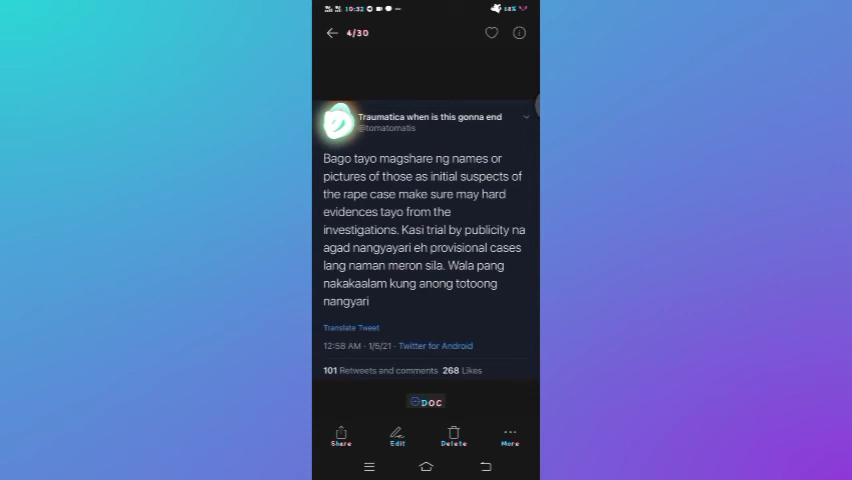 10:32
58%
4/30
Traumatica when is this gonna end
@tomatomatis
Bago tayo magshare ng names or
pictures of those as initial suspects of
the rape case make sure may hard
evidences tayo from the
investigations. Kasi trial by publicity na
agad nangyayari eh provisional cases
lang naman meron sila. Wala pang
nakakaalam kung anong totoong
nangyari
Translate Tweet
12:58 AM · 1/5/21 · Twitter for Android
101 Retweets and comments 268 Likes
DOC
Share Edit Delete More